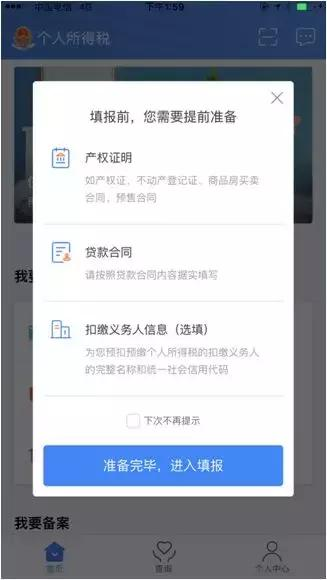 中国电信 4G 下午1:59
个人所得税
填报前，您需要提前准备
产权证明
如产权证、不动产登记证、商品房买卖
合同，预售合同
贷款合同
请按照贷款合同内容据实填写
扣缴义务人信息（选填）
为您预扣预缴个人所得税的扣缴义务人
的完整名称和统一社会信用代码
下次不再提示
准备完毕，进入填报
我要备案
首页 查询 个人中心